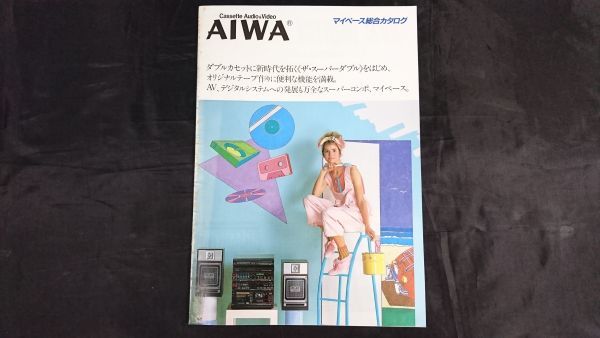 Cassette Audio&Video
AIWA®
マイペース総合カタログ
ダブルカセットに新時代を拓く〈ザ・スーパーダブル〉をはじめ、
オリジナルテープ作りに便利な機能を満載。
AV、デジタルシステムへの発展も万全なスーパーコンポ、マイペース。